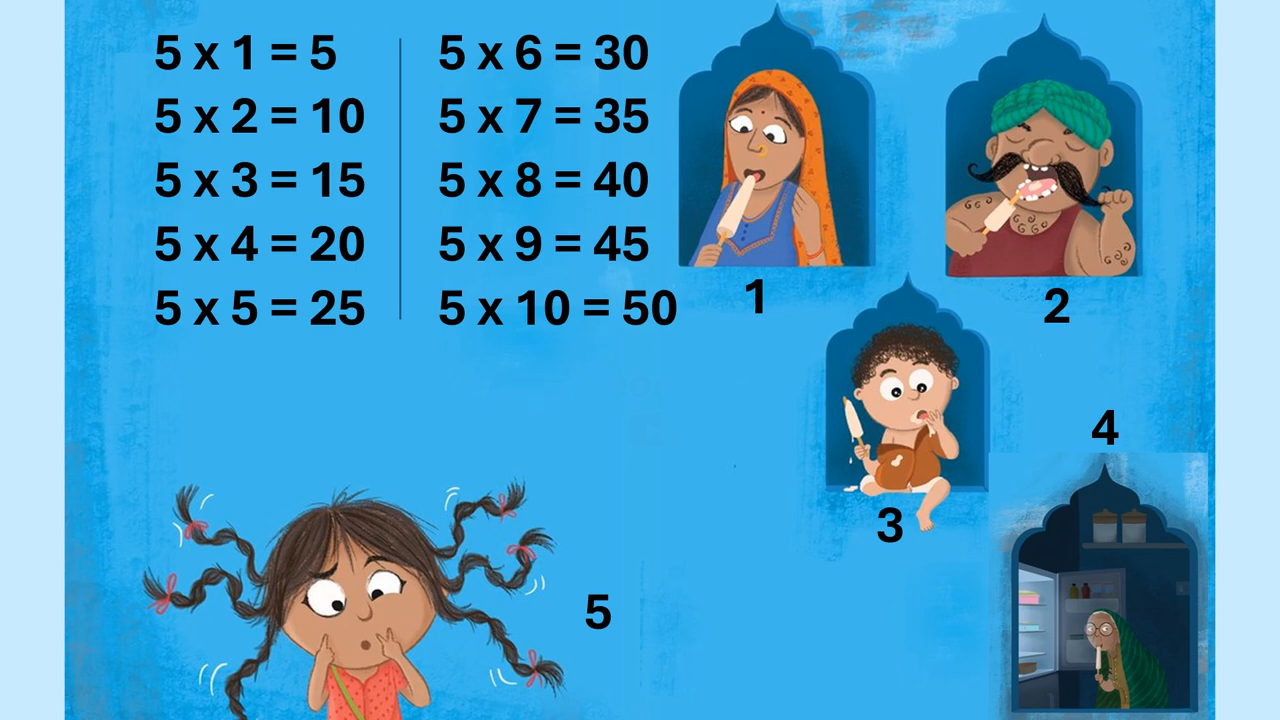 5 x 1 = 5
5 x 2 = 10
5 x 3 = 15
5 x 4 = 20
5 x 5 = 25
5 x 6 = 30
5 x 7 = 35
5 x 8 = 40
5 x 9 = 45
5 x 10 = 50
1
2
3
4
5